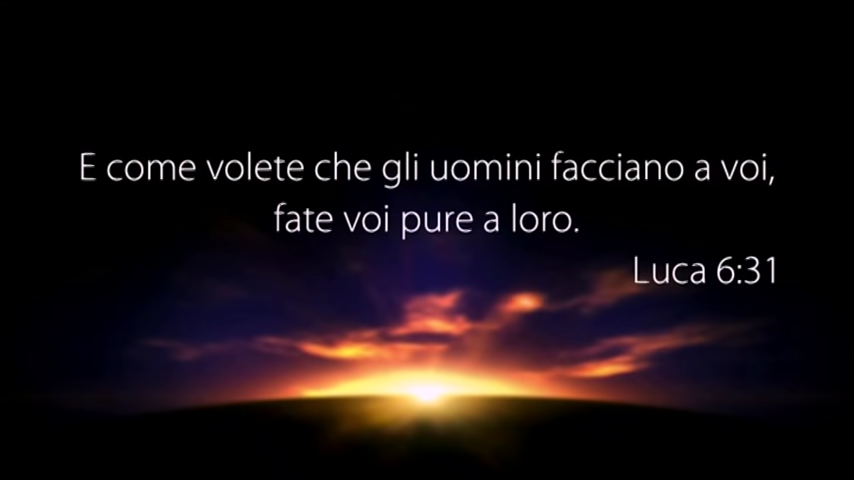 E come volete che gli uomini facciano a voi,
fate voi pure a loro.
Luca 6:31